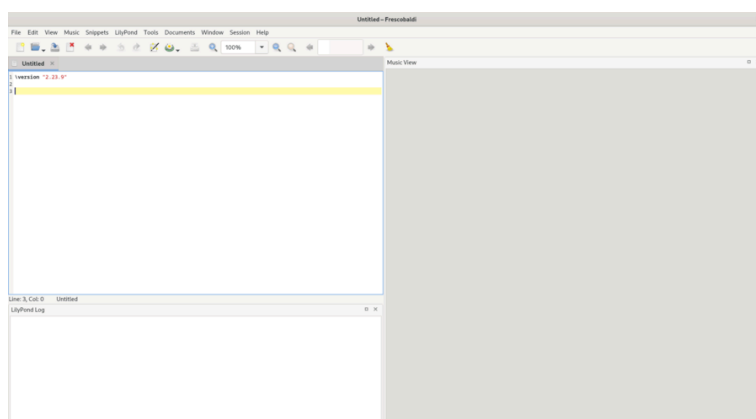 Untitled – Frescobaldi
File Edit View Music Snippets LilyPond Tools Documents Window Session Help
100%
Untitled
Music View
1 \version "2.23.9"
2
3
Line: 3, Col: 0 Untitled
LilyPond Log